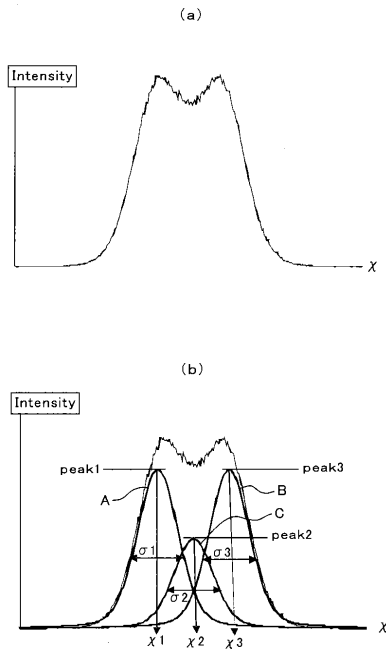 (a)
Intensity
χ
(b)
Intensity
peak1
peak3
A
B
C
peak2
σ1
σ3
σ2
χ
χ1
χ2
χ3